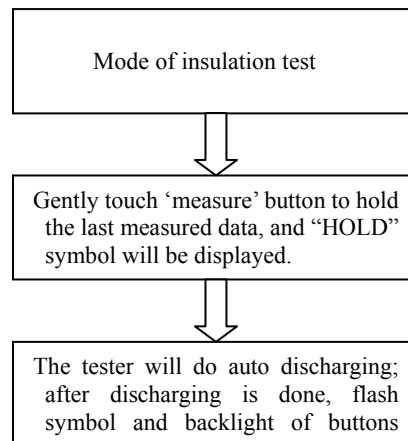 Mode of insulation test
Gently touch ‘measure’ button to hold
the last measured data, and “HOLD”
symbol will be displayed.
The tester will do auto discharging;
after discharging is done, flash
symbol and backlight of buttons